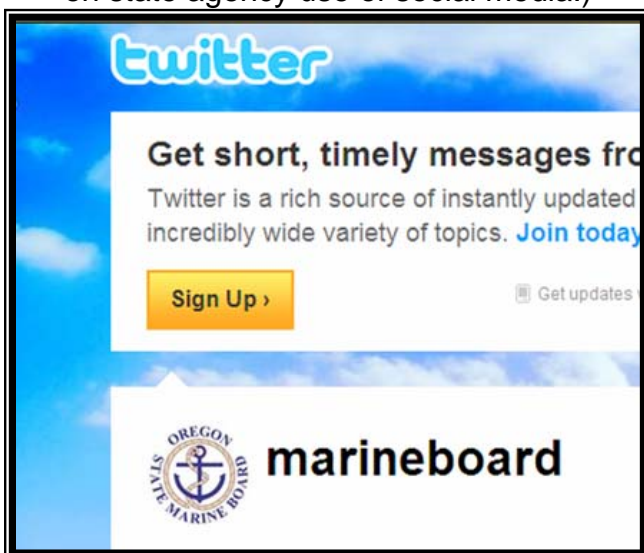 on state agency use of social media.)
twitter
Get short, timely messages fro
Twitter is a rich source of instantly updated
incredibly wide variety of topics. Join today
Sign Up ›
Get updates v
OREGON
STATE MARINE BOARD
marineboard